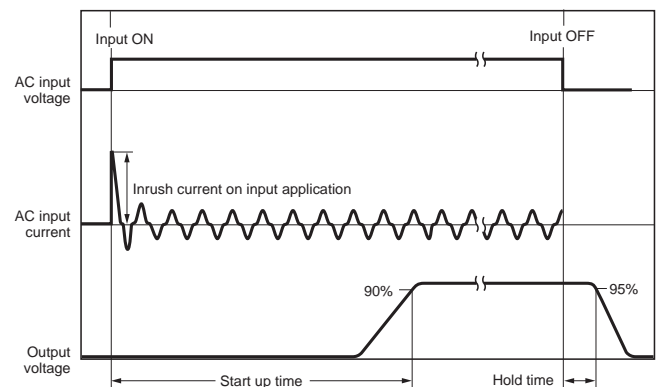 Input ON
Input OFF
AC input
voltage
Inrush current on input application
AC input
current
90%
95%
Output
voltage
Start up time
Hold time